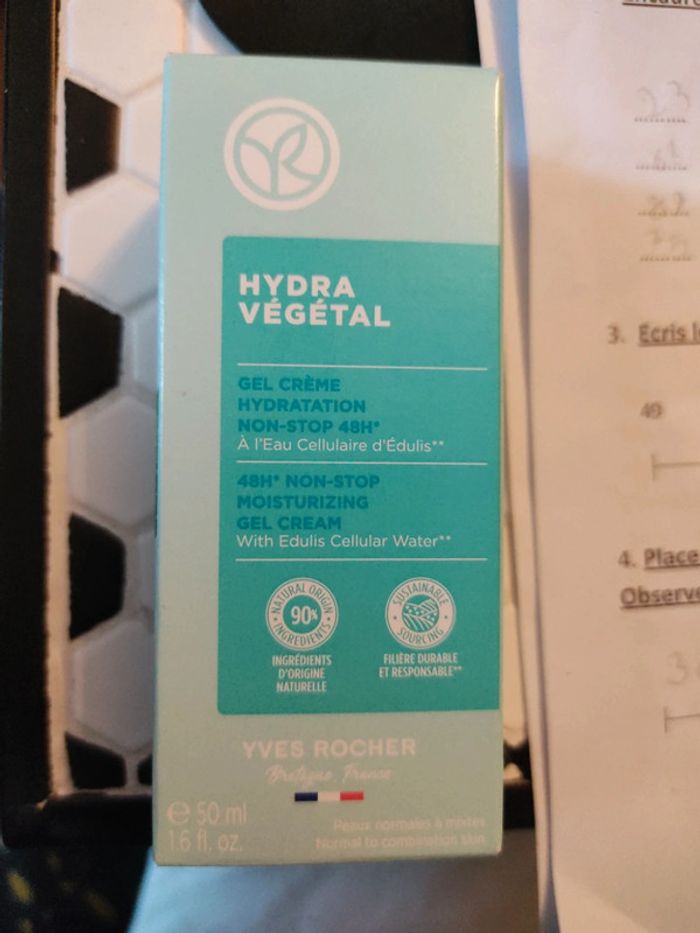 HYDRA
VÉGÉTAL
GEL CRÈME
HYDRATATION
NON-STOP 48H*
À l'Eau Cellulaire d'Édulis**
48H* NON-STOP
MOISTURIZING
GEL CREAM
With Edulis Cellular Water**
NATURAL ORIGIN
90%
INGREDIENTS
INGRÉDIENTS
D'ORIGINE
NATURELLE
SUSTAINABLE
SOURCING
FILIÈRE DURABLE
ET RESPONSABLE**
YVES ROCHER
Bretagne, France
e 50 ml
1.6 fl. oz.
Peaux normales à mixtes
Normal to combination skin
23
3. Ecris
49
4. Place
Observe